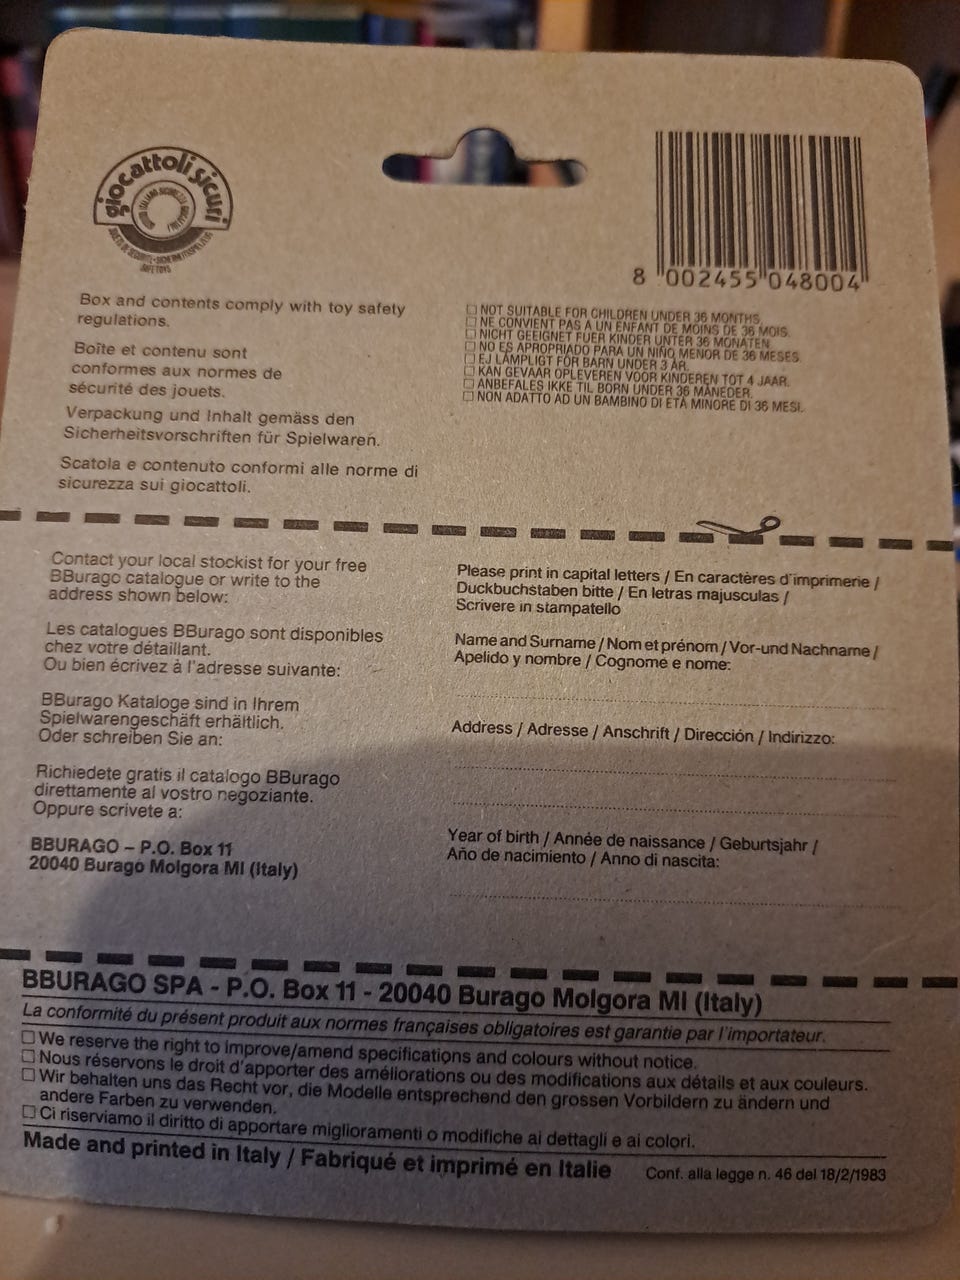 giocattoli sicuri
SAFE TOYS
8 002455 048004
Box and contents comply with toy safety
regulations.
Boîte et contenu sont
conformes aux normes de
sécurité des jouets.
Verpackung und Inhalt gemäss den
Sicherheitsvorschriften für Spielwaren.
Scatola e contenuto conformi alle norme di
sicurezza sui giocattoli.
NOT SUITABLE FOR CHILDREN UNDER 36 MONTHS.
NE CONVIENT PAS A UN ENFANT DE MOINS DE 36 MOIS.
NICHT GEEIGNET FUER KINDER UNTER 36 MONATEN.
NO ES APROPRIADO PARA UN NIÑO MENOR DE 36 MESES.
EJ LÄMPLIGT FÖR BARN UNDER 3 ÅR.
KAN GEVAAR OPLEVEREN VOOR KINDEREN TOT 4 JAAR.
ANBEFALES IKKE TIL BORN UNDER 36 MÅNEDER.
NON ADATTO AD UN BAMBINO DI ETÀ MINORE DI 36 MESI.
Contact your local stockist for your free
BBurago catalogue or write to the
address shown below:
Les catalogues BBurago sont disponibles
chez votre détaillant.
Ou bien écrivez à l'adresse suivante:
BBurago Kataloge sind in Ihrem
Spielwarengeschäft erhältlich.
Oder schreiben Sie an:
Richiedete gratis il catalogo BBurago
direttamente al vostro negoziante.
Oppure scrivete a:
BBURAGO – P.O. Box 11
20040 Burago Molgora MI (Italy)
Please print in capital letters / En caractères d'imprimerie /
Duckbuchstaben bitte / En letras majusculas /
Scrivere in stampatello
Name and Surname / Nom et prénom / Vor-und Nachname /
Apelido y nombre / Cognome e nome:
Address / Adresse / Anschrift / Dirección / Indirizzo:
Year of birth / Année de naissance / Geburtsjahr /
Año de nacimiento / Anno di nascita:
BBURAGO SPA - P.O. Box 11 - 20040 Burago Molgora MI (Italy)
La conformité du présent produit aux normes françaises obligatoires est garantie par l'importateur.
We reserve the right to improve/amend specifications and colours without notice.
Nous réservons le droit d'apporter des améliorations ou des modifications aux détails et aux couleurs.
Wir behalten uns das Recht vor, die Modelle entsprechend den grossen Vorbildern zu ändern und
andere Farben zu verwenden.
Ci riserviamo il diritto di apportare miglioramenti o modifiche ai dettagli e ai colori.
Made and printed in Italy / Fabriqué et imprimé en Italie
Conf. alla legge n. 46 del 18/2/1983